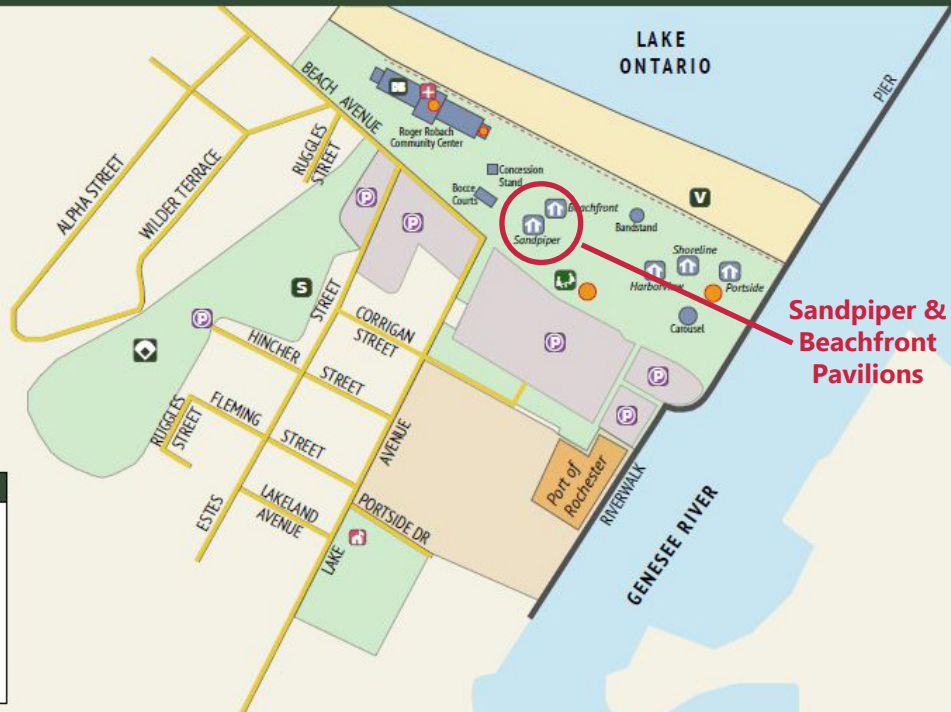 LAKE
ONTARIO
PIER
BEACH AVENUE
DB
Roger Robach
Community Center
RUGGLES
STREET
ALPHA STREET
WILDER TERRACE
Concession
Stand
Bocce
Courts
Beachfront
Sandpiper
Bandstand
V
Shoreline
Harborview
Portside
Carousel
Sandpiper &
Beachfront
Pavilions
P
P
S
P
STREET
CORRIGAN
STREET
P
P
P
HINCHER
STREET
RUGGLES
STREET
FLEMING
STREET
AVENUE
ESTES
LAKELAND
AVENUE
PORTSIDE DR
LAKE
Port of
Rochester
RIVERWALK
GENESEE RIVER